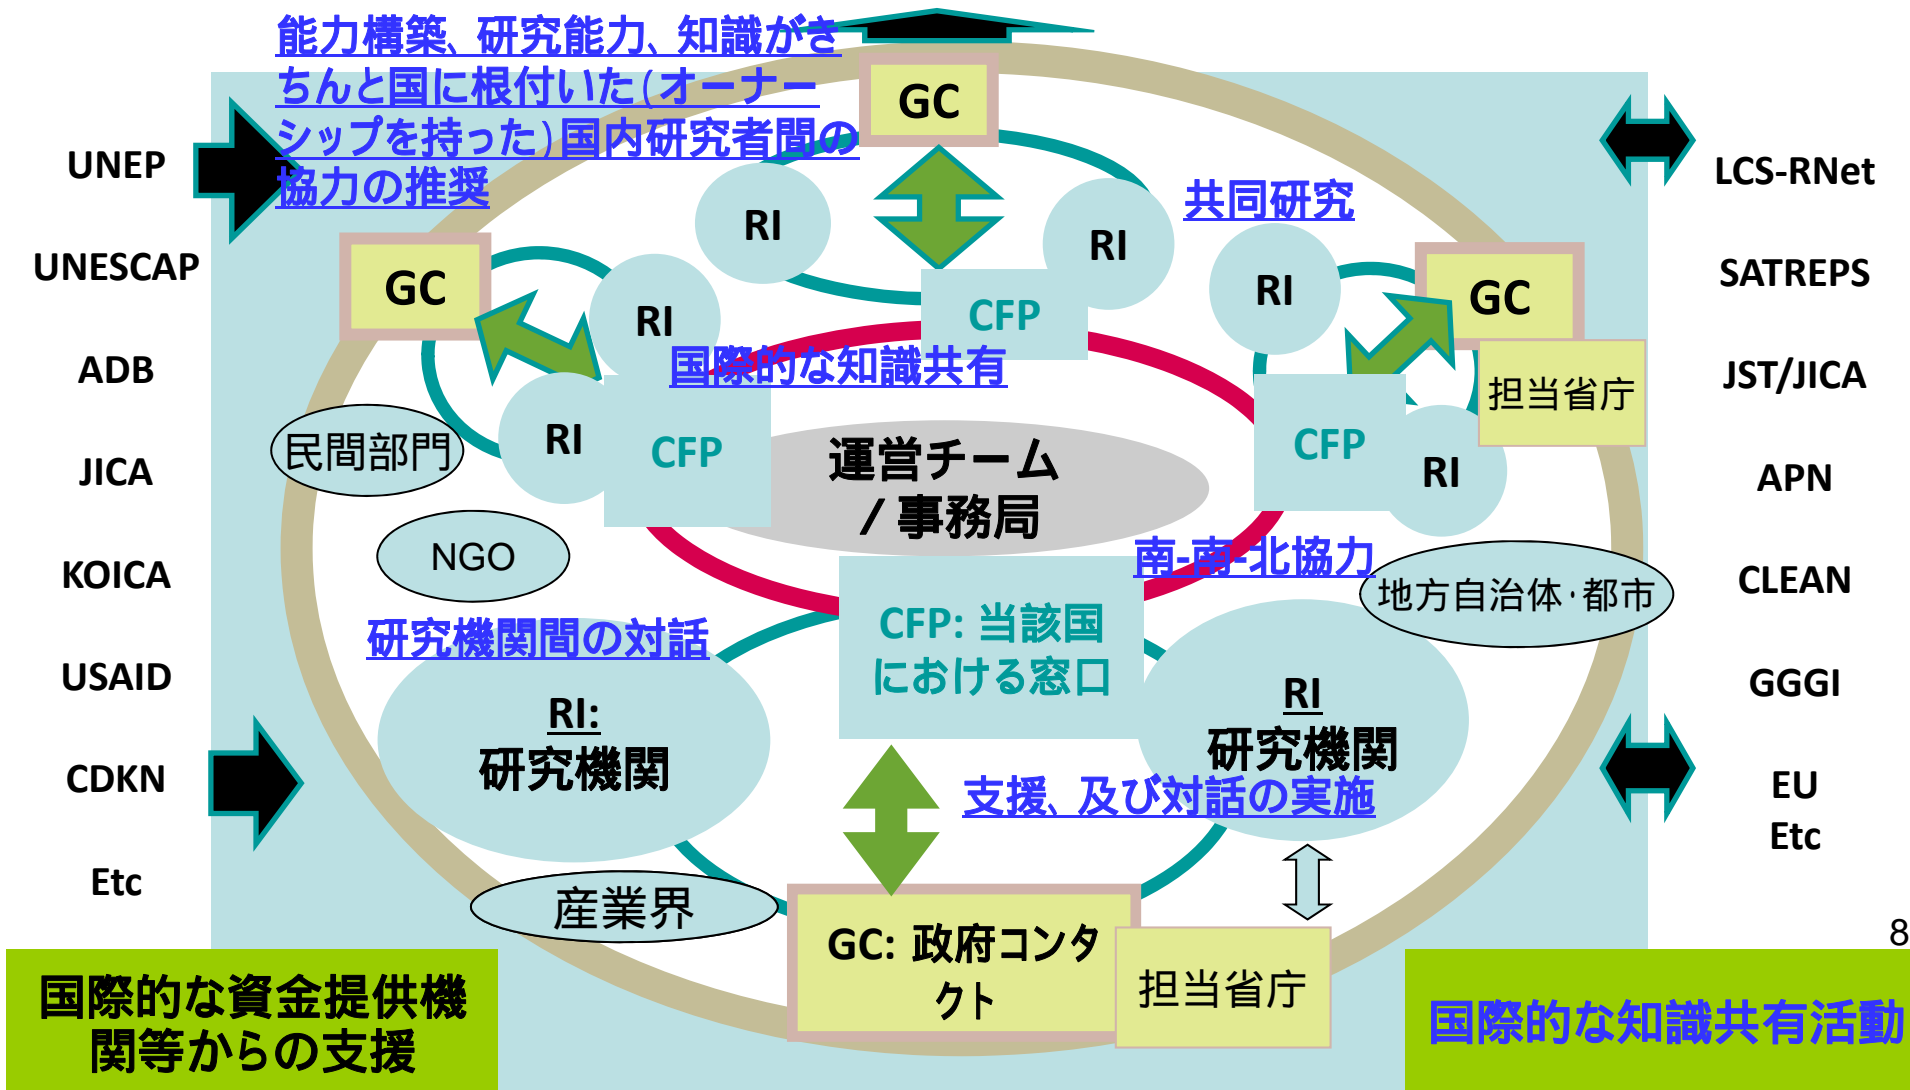 能力構築、研究能力、知識がき
ちんと国に根付いた(オーナー
シップを持った)国内研究者間の
協力の推奨
UNEP
UNESCAP
ADB
JICA
KOICA
USAID
CDKN
Etc
国際的な資金提供機
関等からの支援
GC
RI
RI
CFP
共同研究
GC
RI
RI
CFP
国際的な知識共有
RI
GC
担当省庁
CFP
RI
民間部門
NGO
運営チーム
/ 事務局
南-南-北協力
地方自治体・都市
研究機関間の対話
CFP: 当該国
における窓口
RI:
研究機関
RI
研究機関
支援、及び対話の実施
産業界
GC: 政府コンタ
クト
担当省庁
LCS-RNet
SATREPS
JST/JICA
APN
CLEAN
GGGI
EU
Etc
8
国際的な知識共有活動